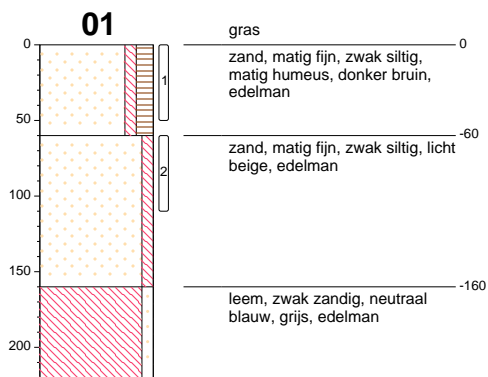 01
gras
0
0
zand, matig fijn, zwak siltig,
matig humeus, donker bruin,
edelman
1
50
-60
zand, matig fijn, zwak siltig, licht
beige, edelman
2
100
150
-160
leem, zwak zandig, neutraal
blauw, grijs, edelman
200